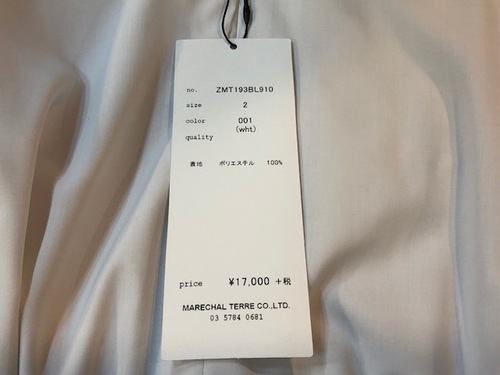 no. ZMT193BL910
size 2
color 001
(wht)
quality
表地 ポリエステル 100%
price ¥17,000 +税
MARECHAL TERRE CO.,LTD.
03 5784 0681